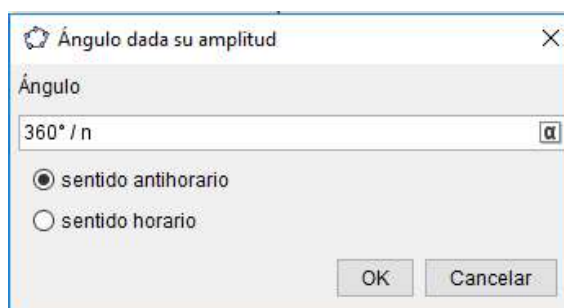 Ángulo dada su amplitud
Ángulo
360° / n
α
sentido antihorario
sentido horario
OK
Cancelar